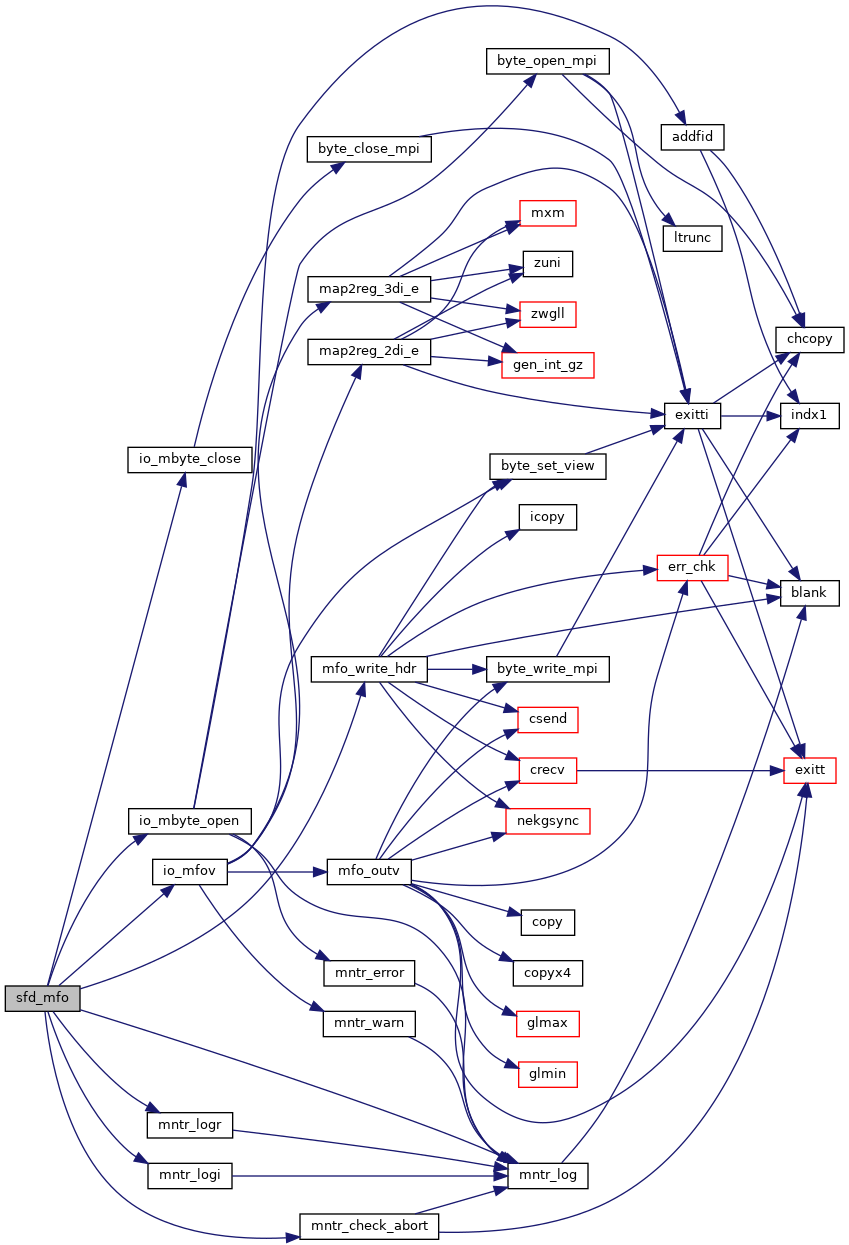 byte_open_mpi
addfid
byte_close_mpi
mxm
ltrunc
zuni
map2reg_3di_e
zwgll
chcopy
map2reg_2di_e
gen_int_gz
exitti
indx1
io_mbyte_close
byte_set_view
icopy
err_chk
blank
mfo_write_hdr
byte_write_mpi
csend
crecv
exitt
io_mbyte_open
nekgsync
io_mfov
mfo_outv
copy
mntr_error
copyx4
sfd_mfo
mntr_warn
glmax
glmin
mntr_logr
mntr_logi
mntr_log
mntr_check_abort